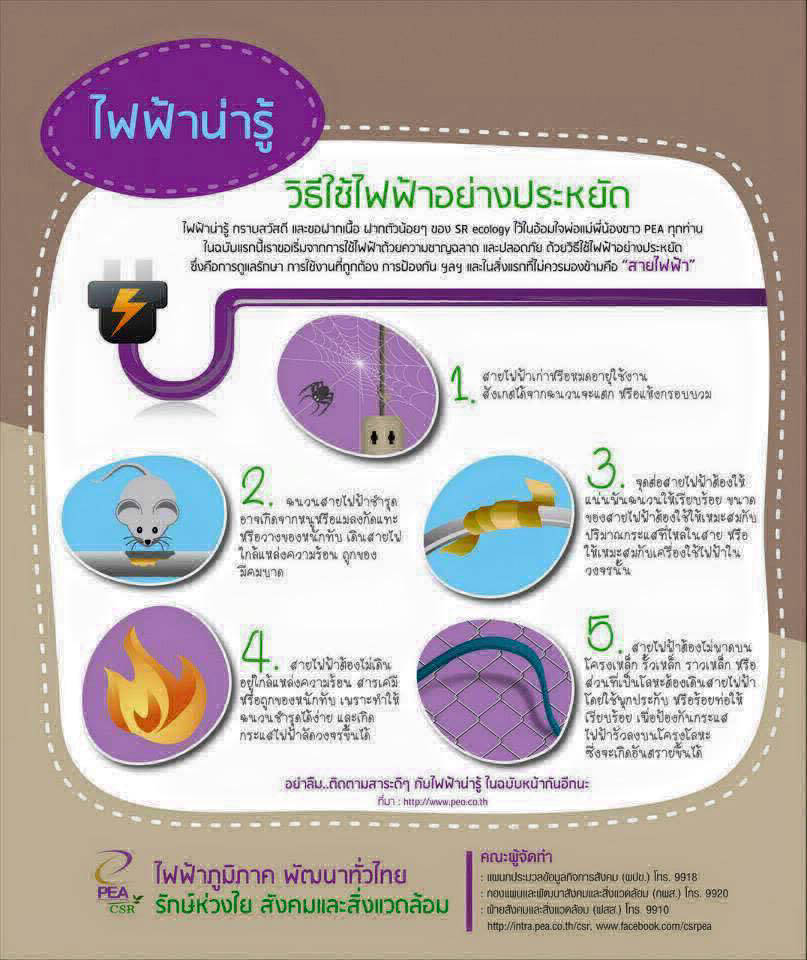 ไฟฟ้าน่ารู้
วิธีใช้ไฟฟ้าอย่างประหยัด
ไฟฟ้าน่ารู้ กราบสวัสดี และขอฝากเนื้อ ฝากตัวน้อยๆ ของ SR ecology ไว้ในอ้อมใจพ่อแม่พี่น้องชาว PEA ทุกท่าน
ในฉบับแรกนี้เราขอเริ่มจากการใช้ไฟฟ้าด้วยความชาญฉลาด และปลอดภัย ด้วยวิธีใช้ไฟฟ้าอย่างประหยัด
ซึ่งคือการดูแลรักษา การใช้งานที่ถูกต้อง การป้องกัน ฯลฯ และในสิ่งแรกที่ไม่ควรมองข้ามคือ "สายไฟฟ้า"
1. สายไฟฟ้าเก่าหรือหมดอายุใช้งาน
สังเกตได้จากฉนวนจะแตก หรือแห้งกรอบบวม
2. ฉนวนสายไฟฟ้าชำรุด
อาจเกิดจากหนูหรือแมลงกัดแทะ
หรือวางของหนักทับ เดินสายไฟ
ใกล้แหล่งความร้อน ถูกของ
มีคมบาด
3. จุดต่อสายไฟฟ้าต้องให้
แน่นพันฉนวนให้เรียบร้อย ขนาด
ของสายไฟฟ้าต้องใช้ให้เหมาะสมกับ
ปริมาณกระแสที่ไหลในสาย หรือ
ให้เหมาะสมกับเครื่องใช้ไฟฟ้าใน
วงจรนั้น
4. สายไฟฟ้าต้องไม่เดิน
อยู่ใกล้แหล่งความร้อน สารเคมี
หรือถูกของหนักทับ เพราะทำให้
ฉนวนชำรุดได้ง่าย และเกิด
กระแสไฟฟ้าลัดวงจรขึ้นได้
5. สายไฟฟ้าต้องไม่พาดบน
โครงเหล็ก รั้วเหล็ก ราวเหล็ก หรือ
ส่วนที่เป็นโลหะต้องเดินสายไฟฟ้า
โดยใช้พุกประกับ หรือร้อยท่อให้
เรียบร้อย เพื่อป้องกันกระแส
ไฟฟ้ารั่วลงบนโครงโลหะ
ซึ่งจะเกิดอันตรายขึ้นได้
อย่าลืม..ติดตามสาระดีๆ กับไฟฟ้าน่ารู้ ในฉบับหน้ากันอีกนะ
ที่มา : http://www.pea.co.th
PEA
CSR
ไฟฟ้าภูมิภาค พัฒนาทั่วไทย
รักษ์ห่วงใย สังคมและสิ่งแวดล้อม
คณะผู้จัดทำ
: แผนกประมวลข้อมูลกิจการสังคม (ผปข.) โทร. 9918
: กองแผนและพัฒนาสังคมและสิ่งแวดล้อม (กผส.) โทร. 9920
: ฝ่ายสังคมและสิ่งแวดล้อม (ฝสส.) โทร. 9910
http://intra.pea.co.th/csr, www.facebook.com/csrpea